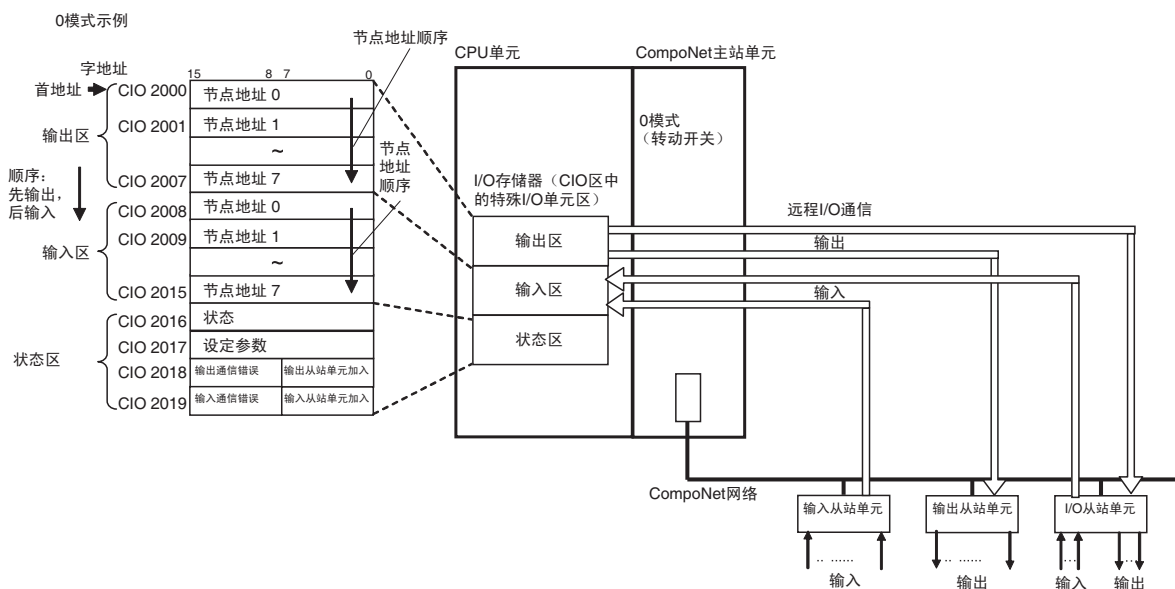 0模式示例
字地址
首地址
15 8 7 0
节点地址顺序
CIO 2000 节点地址 0
CIO 2001 节点地址 1
~
CIO 2007 节点地址 7
输出区
节点
地址
顺序
顺序:
先输出,
后输入
CIO 2008 节点地址 0
CIO 2009 节点地址 1
~
CIO 2015 节点地址 7
输入区
CIO 2016 状态
CIO 2017 设定参数
CIO 2018 输出通信错误 输出从站单元加入
CIO 2019 输入通信错误 输入从站单元加入
状态区
CPU单元
CompoNet主站单元
0模式
(转动开关)
I/O存储器(CIO区中
的特殊I/O单元区)
输出区
输入区
状态区
远程I/O通信
输出
输入
CompoNet网络
输入从站单元
输出从站单元
I/O从站单元
.. ......
.. ......
....
....
输入
输出
输入
输出